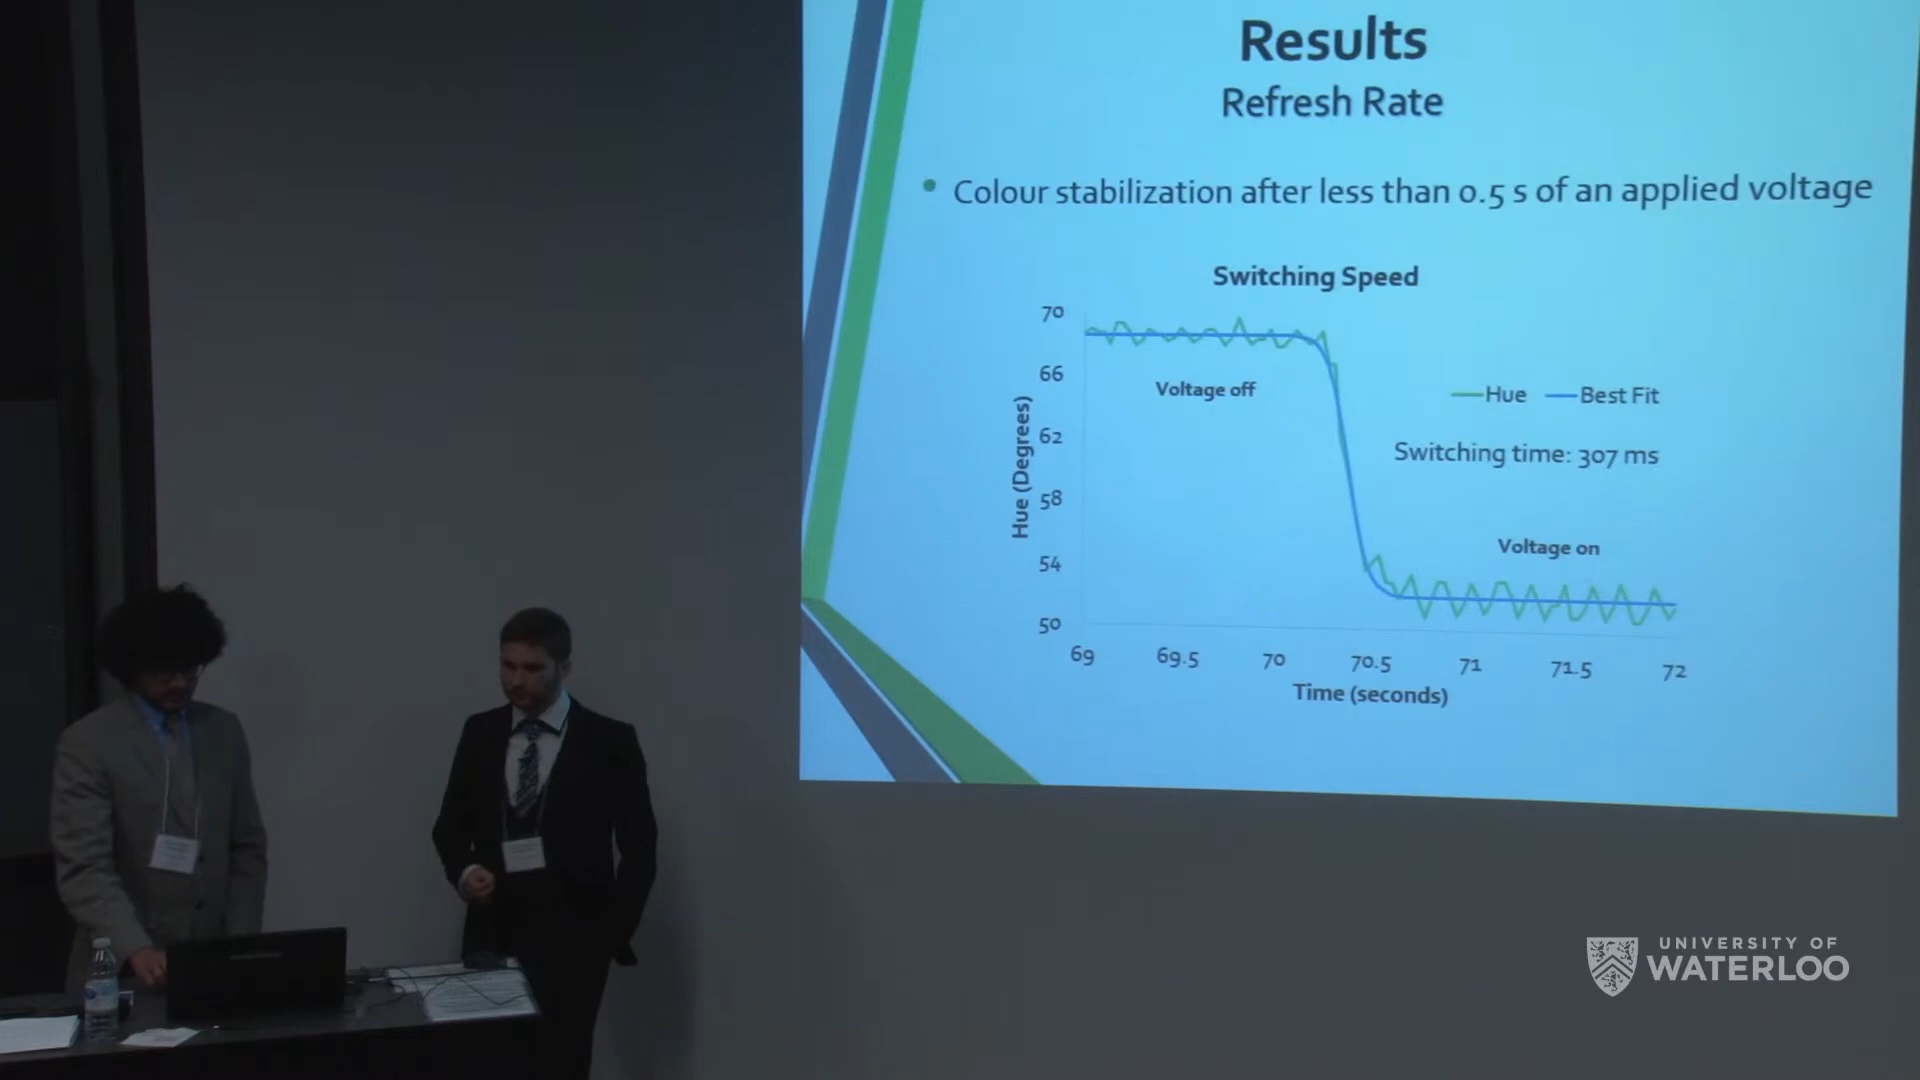 Results
Refresh Rate
Colour stabilization after less than 0.5 s of an applied voltage
Switching Speed
70
66
62
58
54
50
Hue (Degrees)
Voltage off
Hue
Best Fit
Switching time: 307 ms
Voltage on
69
69.5
70
70.5
71
71.5
72
Time (seconds)
UNIVERSITY OF
WATERLOO